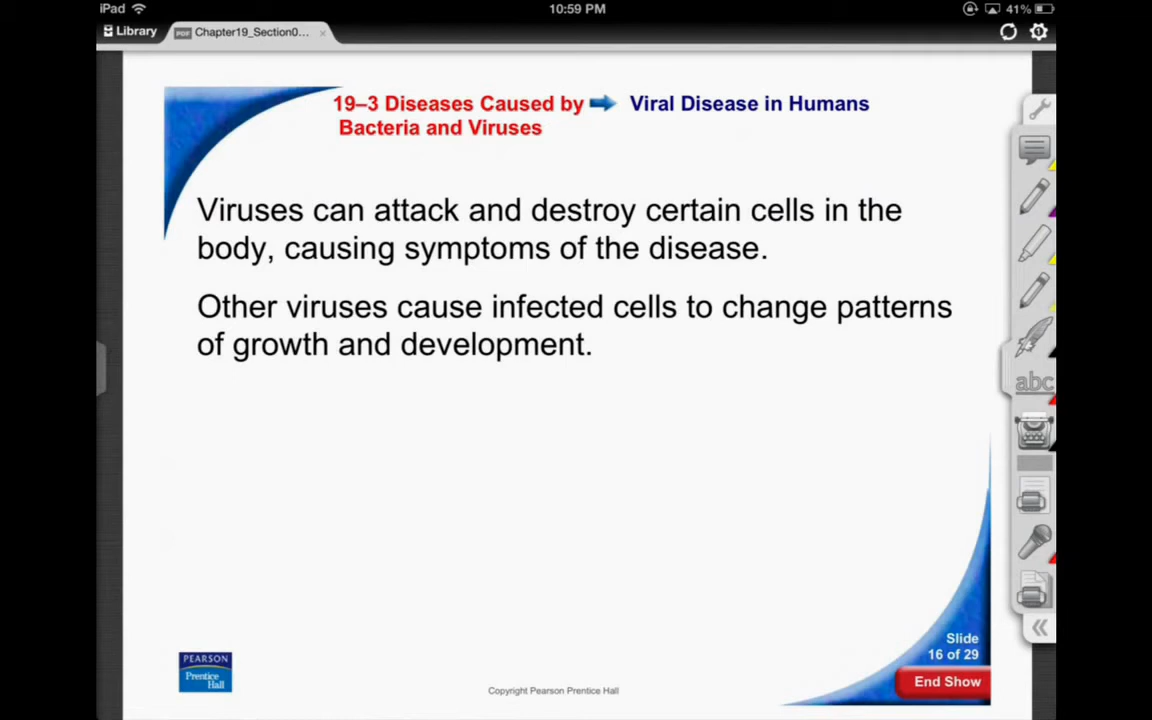 iPad 10:59 PM 41%
Library Chapter19_Section0... ×
19–3 Diseases Caused by Viral Disease in Humans
Bacteria and Viruses
Viruses can attack and destroy certain cells in the
body, causing symptoms of the disease.
Other viruses cause infected cells to change patterns
of growth and development.
abc
Slide
16 of 29
End Show
PEARSON
Prentice
Hall
Copyright Pearson Prentice Hall